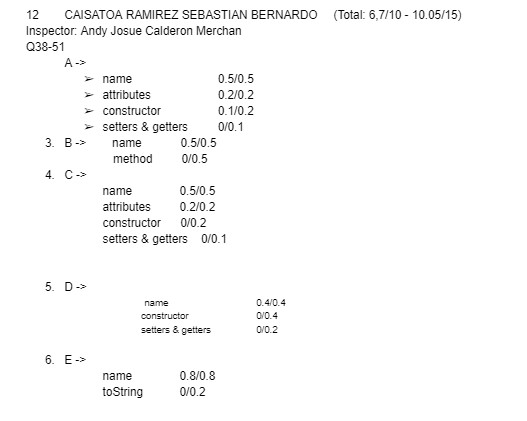 12 CAISATOA RAMIREZ SEBASTIAN BERNARDO (Total: 6,7/10 - 10.05/15)
Inspector: Andy Josue Calderon Merchan
Q38-51
A ->
➢ name 0.5/0.5
➢ attributes 0.2/0.2
➢ constructor 0.1/0.2
➢ setters & getters 0/0.1
3. B -> name 0.5/0.5
method 0/0.5
4. C ->
name 0.5/0.5
attributes 0.2/0.2
constructor 0/0.2
setters & getters 0/0.1
5. D ->
name 0.4/0.4
constructor 0/0.4
setters & getters 0/0.2
6. E ->
name 0.8/0.8
toString 0/0.2